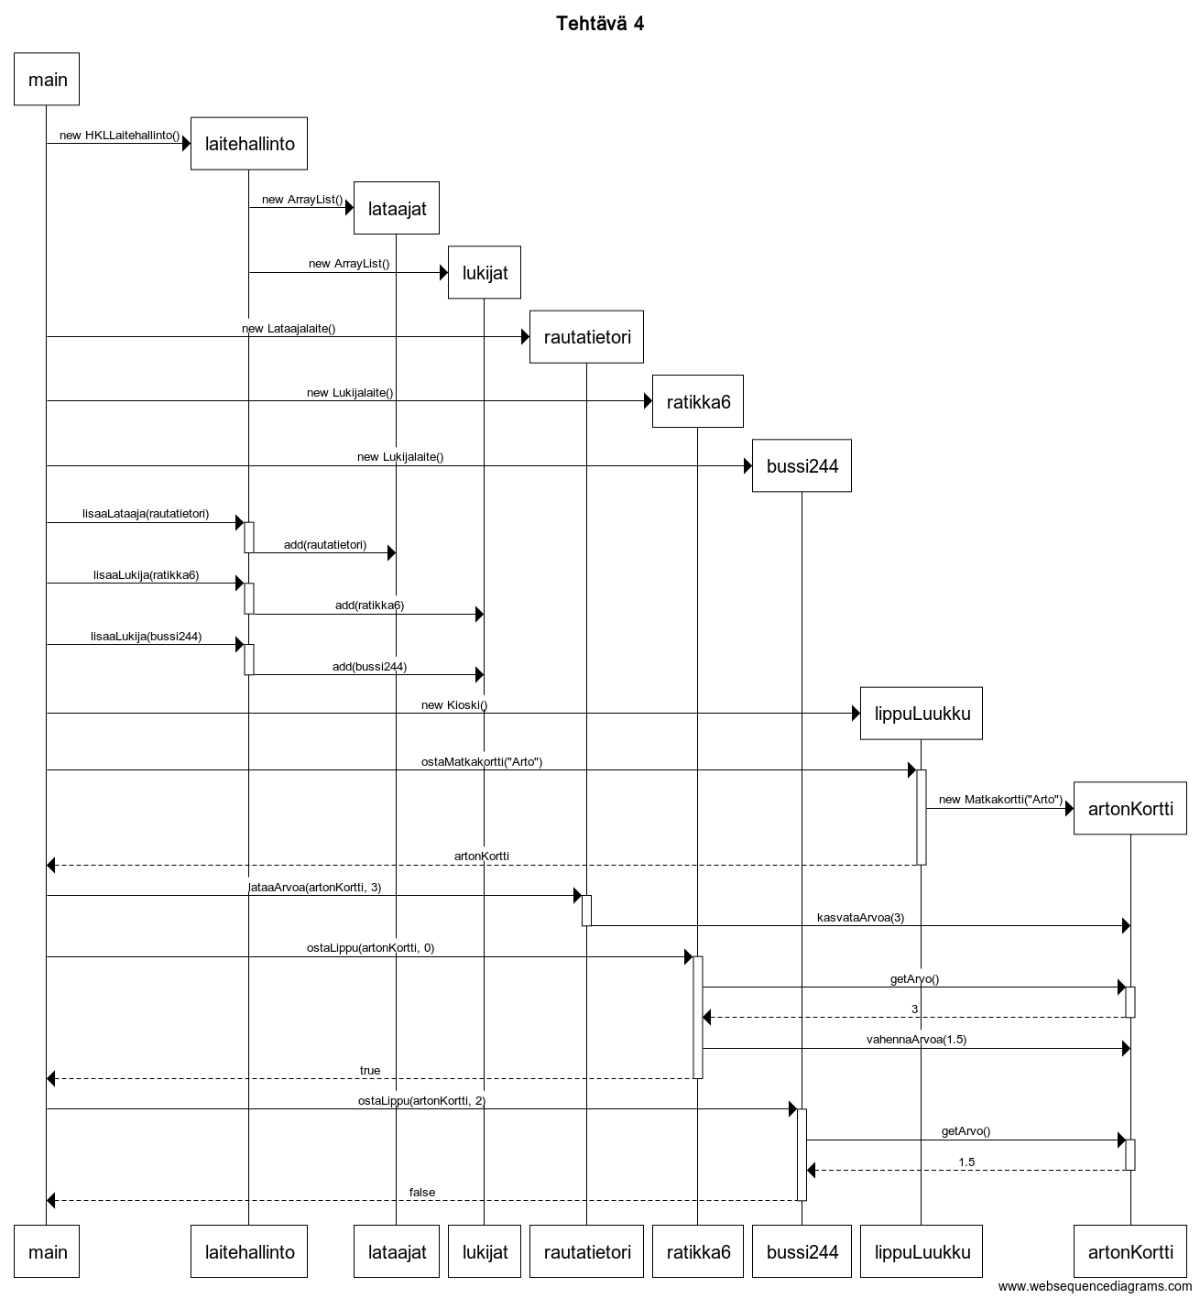 Tehtävä 4
main
new HKLLaitehallinto()
laitehallinto
new ArrayList()
lataajat
new ArrayList()
lukijat
new Lataajalaite()
rautatietori
new Lukijalaite()
ratikka6
new Lukijalaite()
bussi244
lisaaLataaja(rautatietori)
add(rautatietori)
lisaaLukija(ratikka6)
add(ratikka6)
lisaaLukija(bussi244)
add(bussi244)
new Kioski()
lippuLuukku
ostaMatkakortti("Arto")
new Matkakortti("Arto")
artonKortti
artonKortti
lataaArvoa(artonKortti, 3)
kasvataArvoa(3)
ostaLippu(artonKortti, 0)
getArvo()
3
vahennaArvoa(1.5)
true
ostaLippu(artonKortti, 2)
getArvo()
1.5
false
main laitehallinto lataajat lukijat rautatietori ratikka6 bussi244 lippuLuukku artonKortti
www.websequencediagrams.com